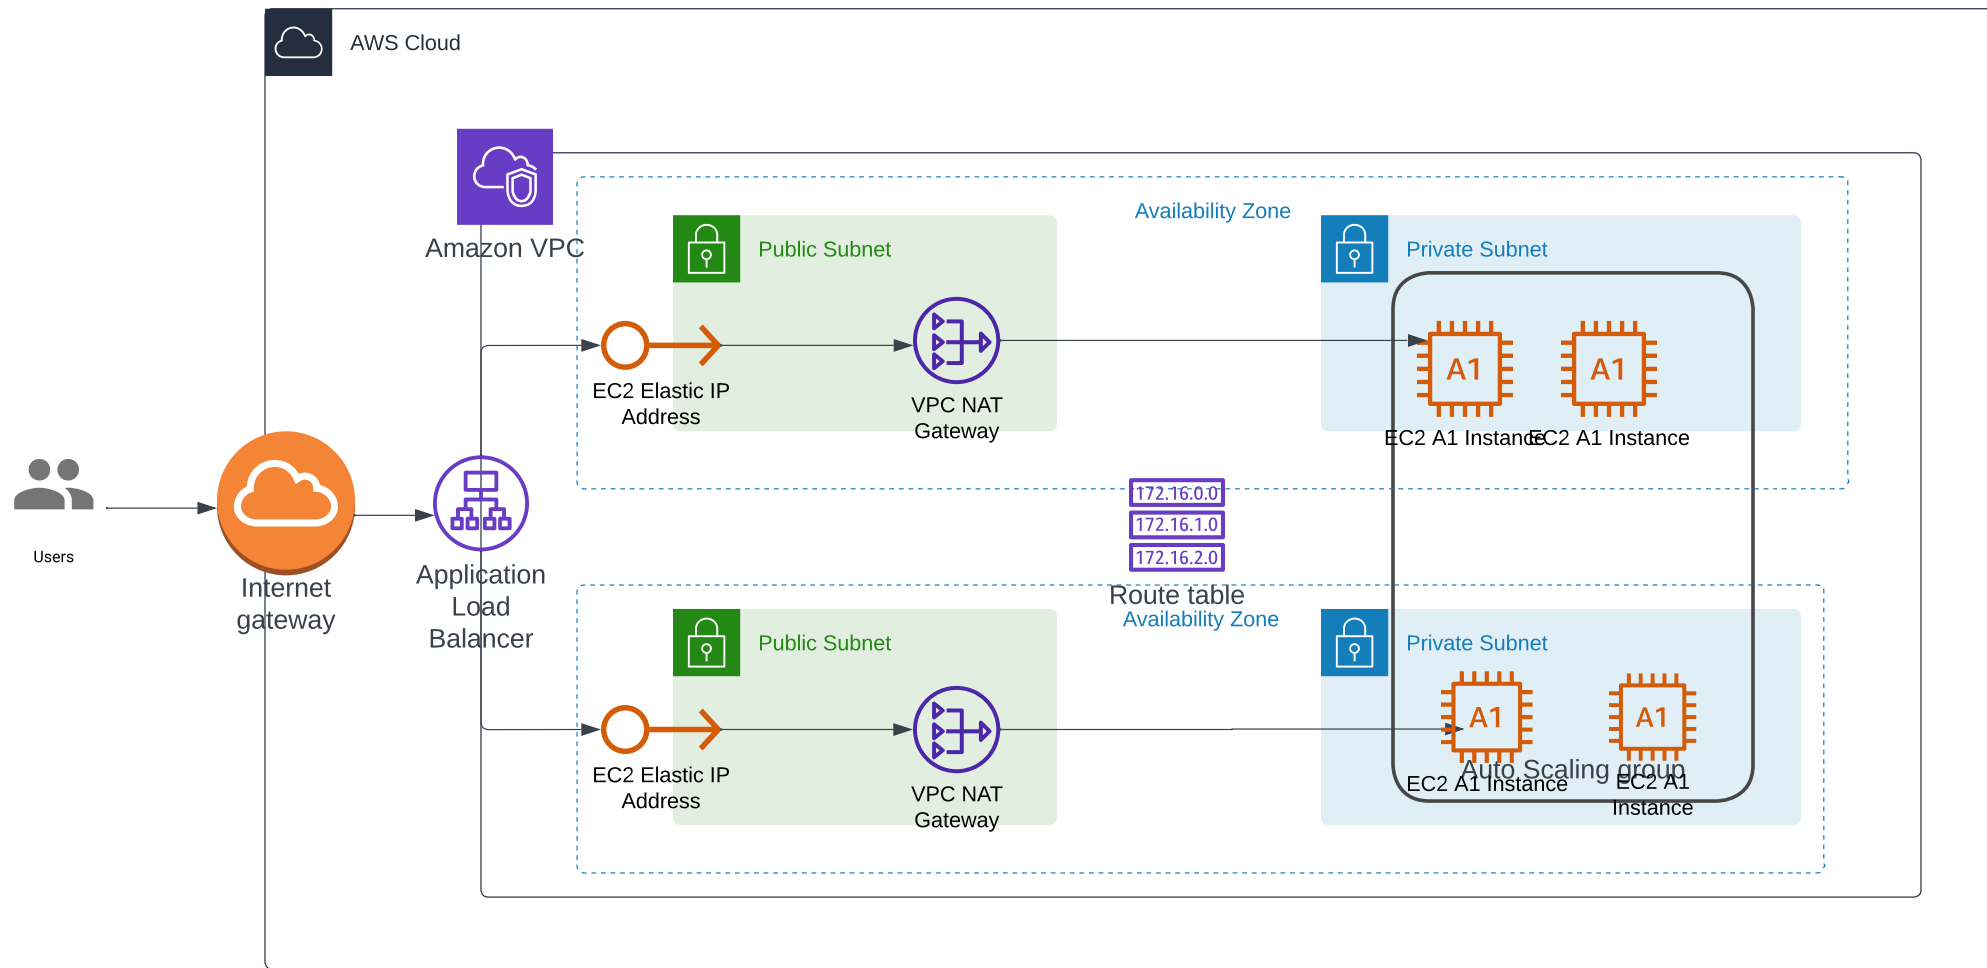 AWS Cloud
Amazon VPC
Availability Zone
Public Subnet
Private Subnet
EC2 Elastic IP
Address
VPC NAT
Gateway
A1
A1
EC2 A1 Instance
EC2 A1 Instance
Users
Internet
gateway
Application
Load
Balancer
172.16.0.0
172.16.1.0
172.16.2.0
Route table
Availability Zone
Public Subnet
Private Subnet
EC2 Elastic IP
Address
VPC NAT
Gateway
A1
A1
Auto Scaling group
EC2 A1 Instance
EC2 A1
Instance